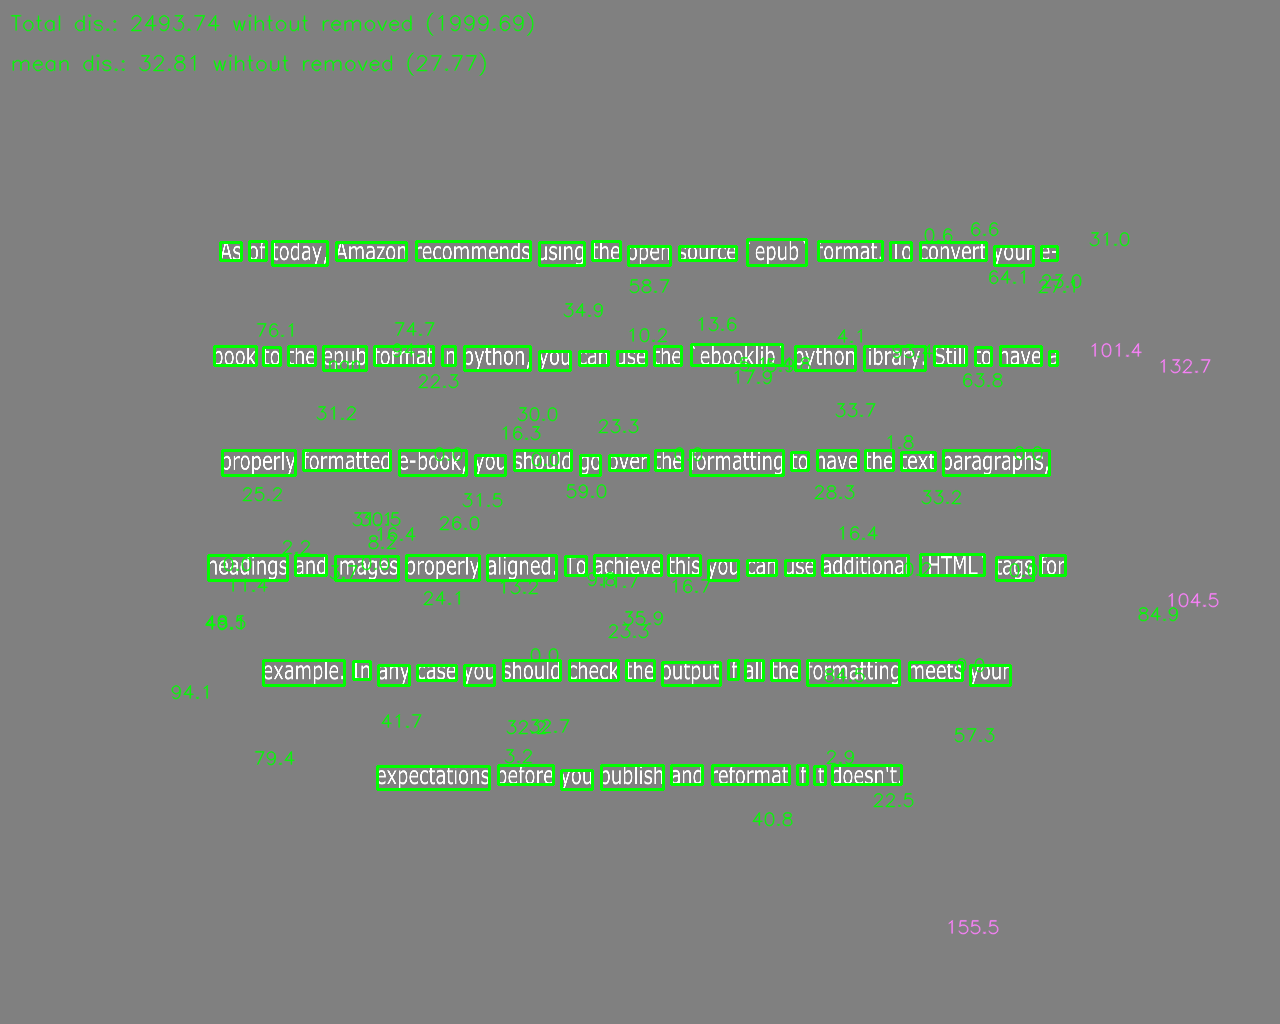 Total dis.: 2493.74 wihtout removed (1999.69)
mean dis.: 32.81 wihtout removed (27.77)
0.6 6.6 31.0
As of today, Amazon recommends using the open source "epub" format. To convert your e-
58.7 64.1 27.1
34.9
76.1 74.7 10.2 13.6 4.1
book to the epub format in python, you can use the "ebooklib" python library. Still to have a
101.4 132.7
22.3 17.9 63.8
31.2 30.0 33.7
16.3 23.3 1.8
properly formatted e-book, you should go over the formatting to have the text paragraphs,
25.2 31.5 59.0 28.3 33.2
26.0
16.4 16.4
2.2 8.2
headings and images properly aligned. To achieve this you can use additional "HTML" tags for
11.4 24.1 13.2 16.7 104.5
35.9 84.9
23.3
0.0
example. In any case you should check the output if all the formatting meets your
94.1 41.7 32.7 57.3
79.4 3.2 2.9
expectations before you publish and reformat if it doesn't.
40.8 22.5
155.5